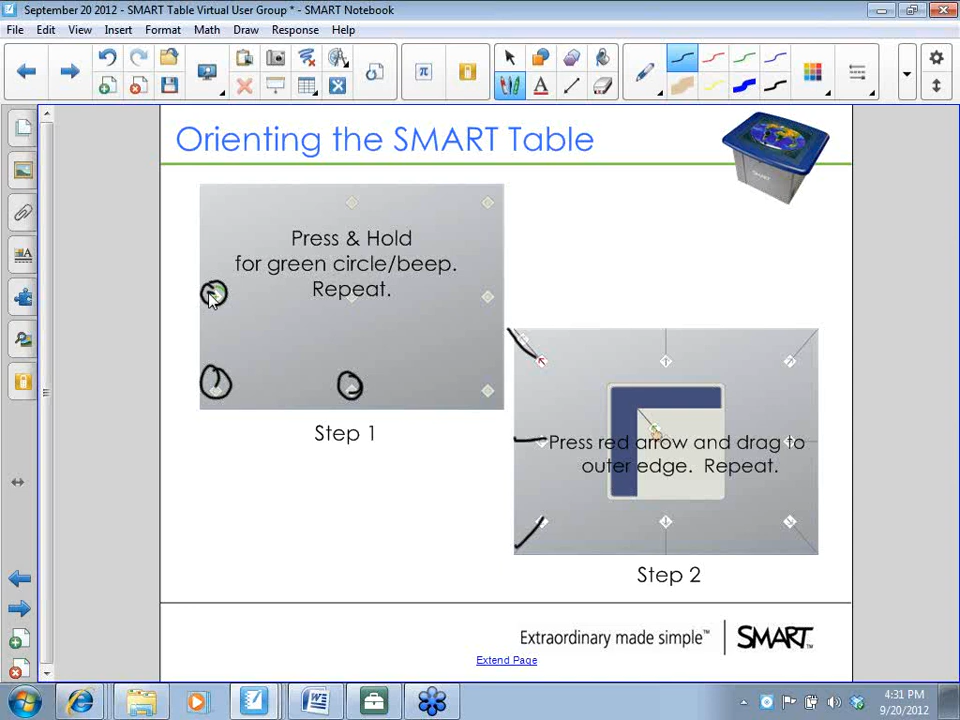 September 20 2012 - SMART Table Virtual User Group * - SMART Notebook
File Edit View Insert Format Math Draw Response Help
Orienting the SMART Table
SMART
Press & Hold
for green circle/beep.
Repeat.
Step 1
Press red arrow and drag to
outer edge. Repeat.
Step 2
Extraordinary made simple™ SMART
Extend Page
4:31 PM
9/20/2012